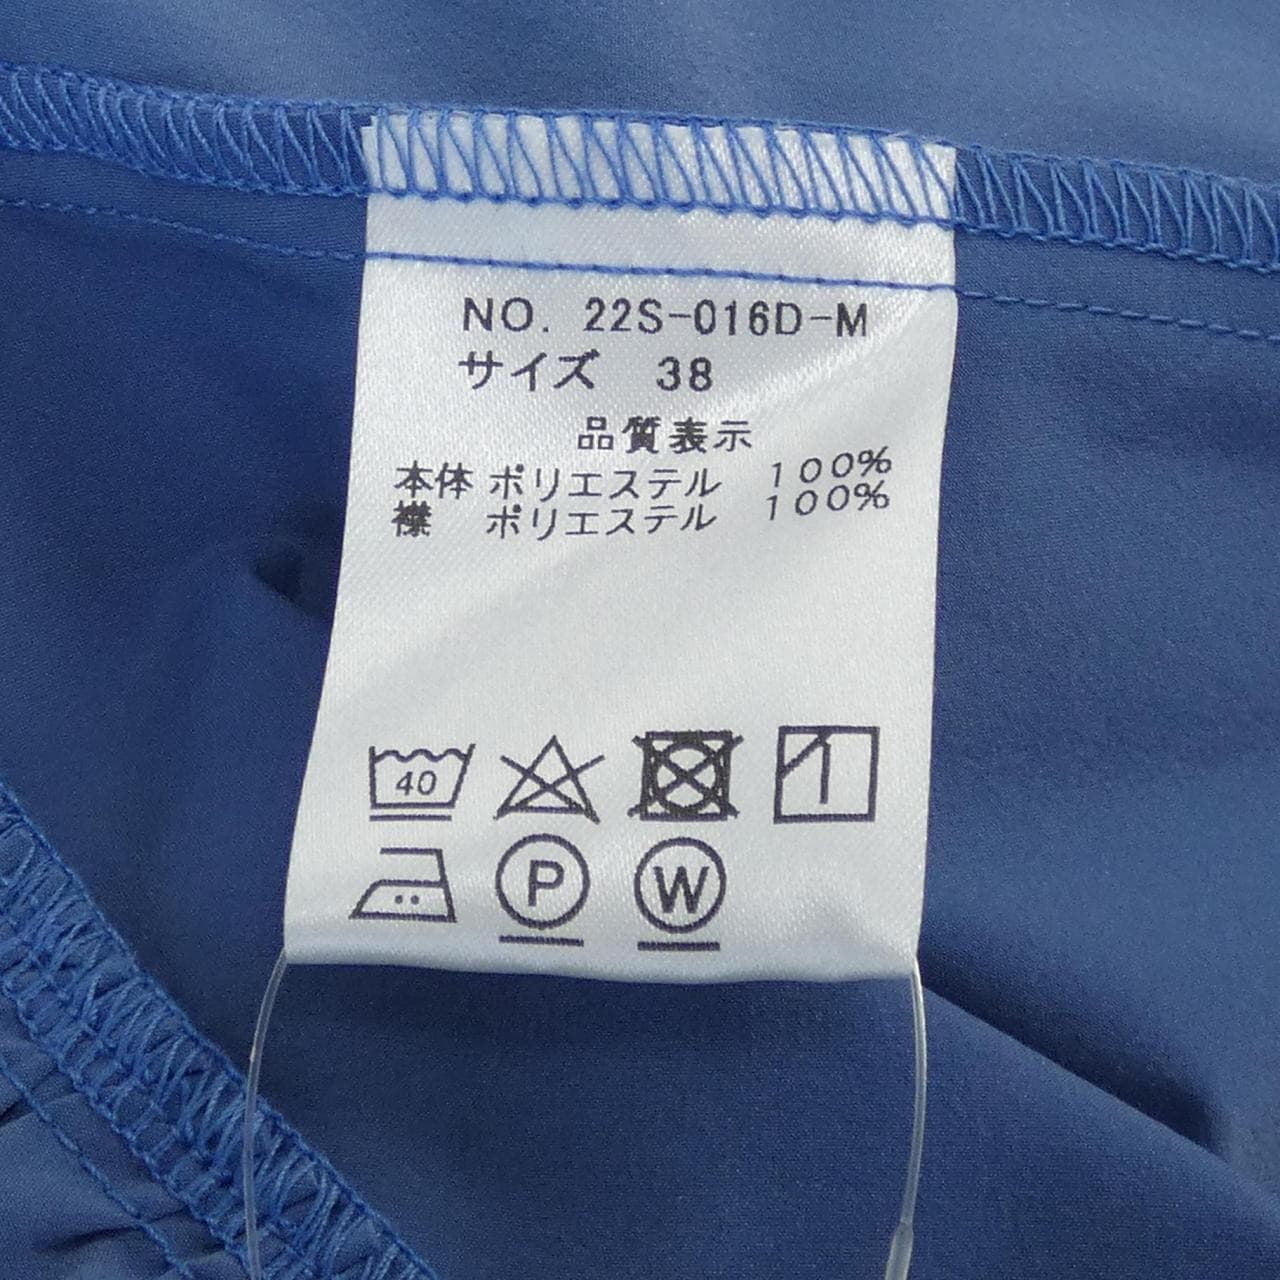 NO. 22S-016D-M
サイズ 38
品質表示
本体 ポリエステル 100%
襟 ポリエステル 100%
40
P W